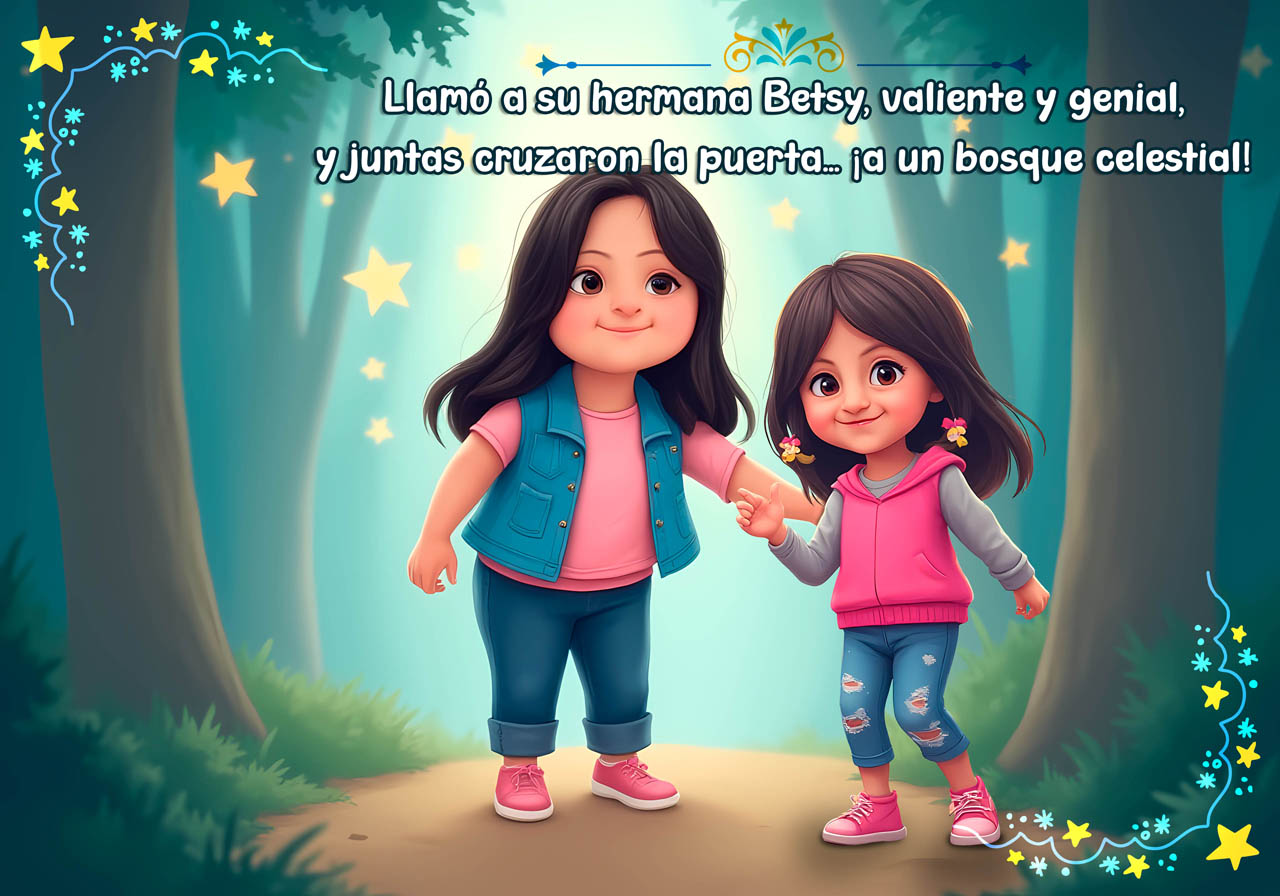 Llamó a su hermana Betsy, valiente y genial,
y juntas cruzaron la puerta... ¡a un bosque celestial!